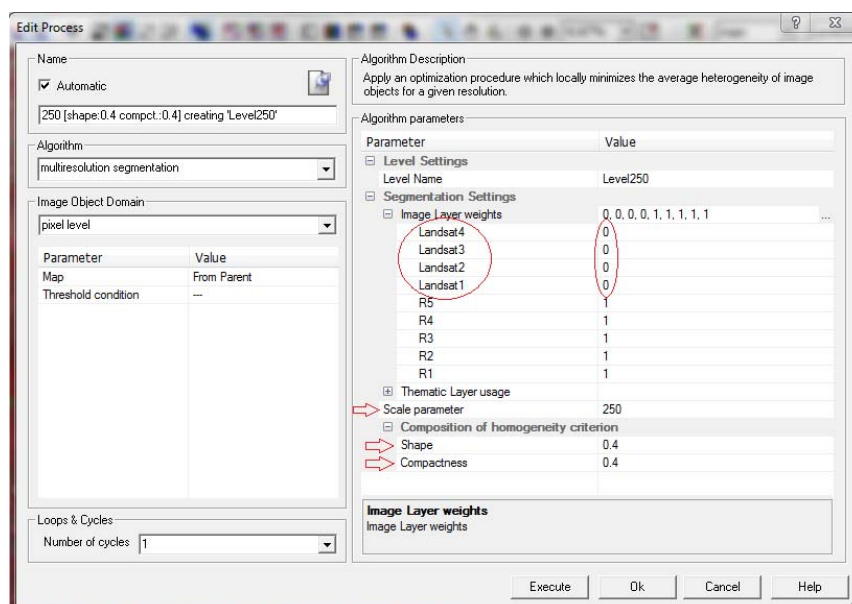 Edit Process
Name
Automatic
250 [shape:0.4 compct.:0.4] creating 'Level250'
Algorithm
multiresolution segmentation
Image Object Domain
pixel level
Parameter Value
Map From Parent
Threshold condition ---
Loops & Cycles
Number of cycles 1
Algorithm Description
Apply an optimization procedure which locally minimizes the average heterogeneity of image
objects for a given resolution.
Algorithm parameters
Parameter Value
Level Settings
Level Name Level250
Segmentation Settings
Image Layer weights 0, 0, 0, 0, 1, 1, 1, 1, 1 ...
Landsat4 0
Landsat3 0
Landsat2 0
Landsat1 0
R5 1
R4 1
R3 1
R2 1
R1 1
Thematic Layer usage
Scale parameter 250
Composition of homogeneity criterion
Shape 0.4
Compactness 0.4
Image Layer weights
Image Layer weights
Execute Ok Cancel Help